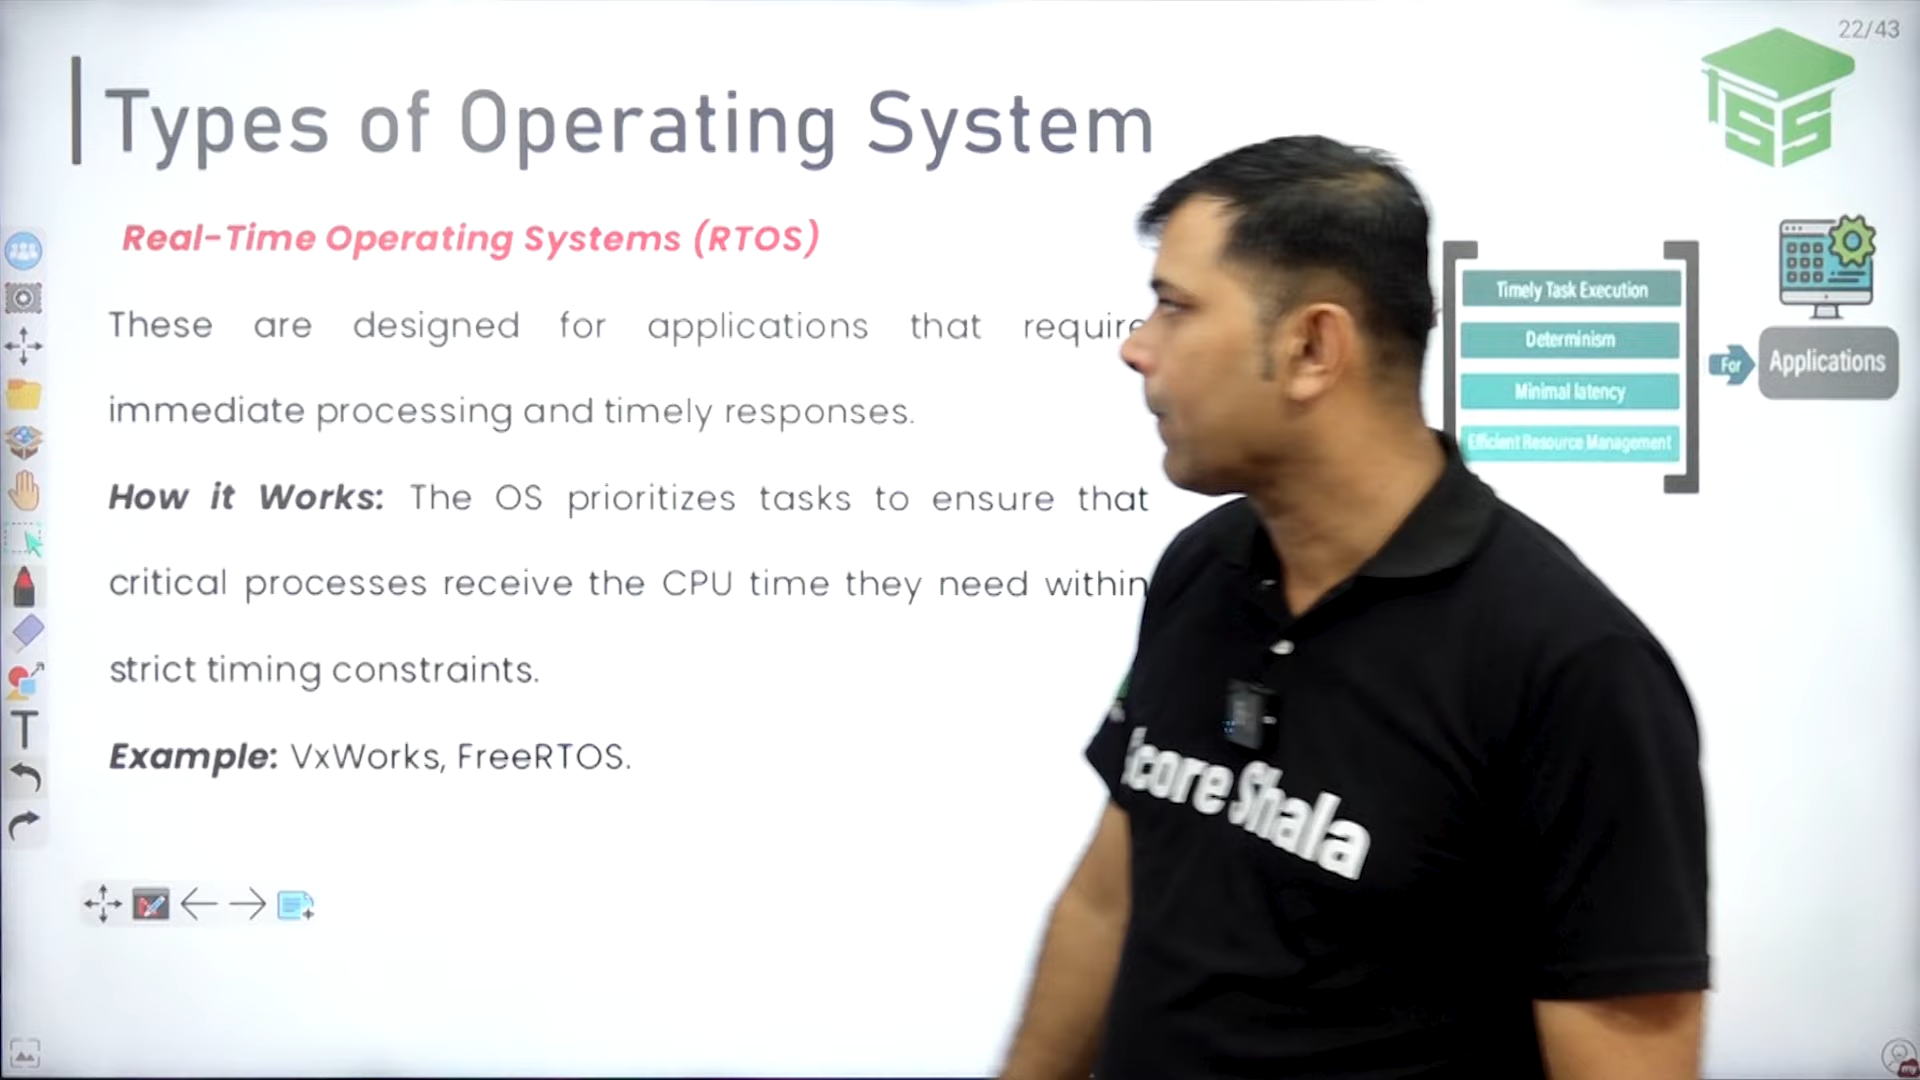 22/43
Types of Operating System
SS
Real-Time Operating Systems (RTOS)
These are designed for applications that require
immediate processing and timely responses.
How it Works: The OS prioritizes tasks to ensure that
critical processes receive the CPU time they need within
strict timing constraints.
Example: VxWorks, FreeRTOS.
Timely Task Execution
Determinism
Minimal latency
Efficient Resource Management
For
Applications
Score Shala
T
my